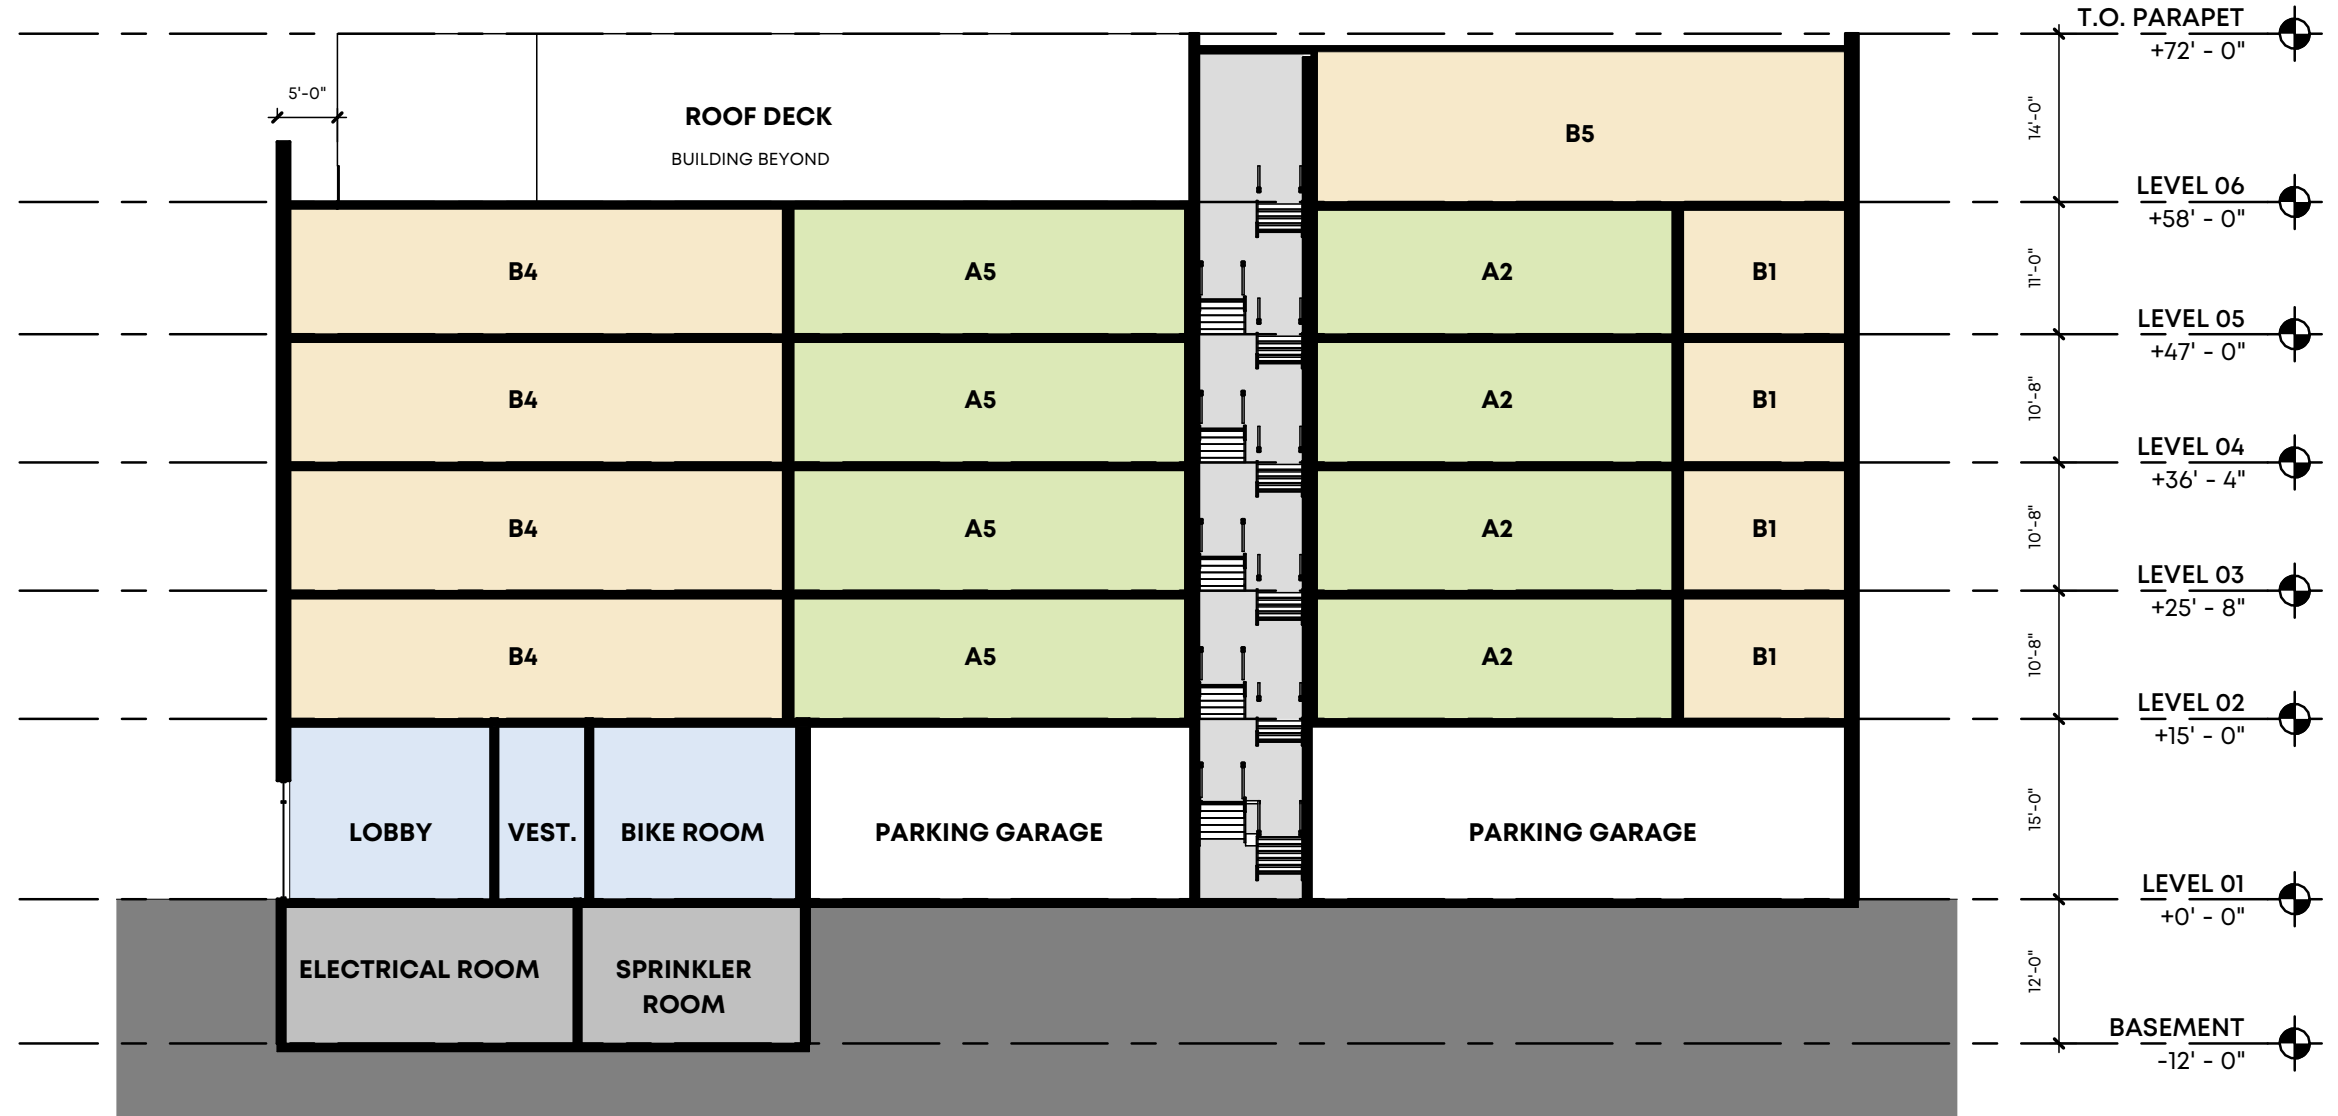 T.O. PARAPET
+72' - 0"
5'-0"
ROOF DECK
BUILDING BEYOND
B5
14'-0"
LEVEL 06
+58' - 0"
B4
A5
A2
B1
11'-0"
LEVEL 05
+47' - 0"
B4
A5
A2
B1
10'-8"
LEVEL 04
+36' - 4"
B4
A5
A2
B1
10'-8"
LEVEL 03
+25' - 8"
B4
A5
A2
B1
10'-8"
LEVEL 02
+15' - 0"
LOBBY
VEST.
BIKE ROOM
PARKING GARAGE
PARKING GARAGE
15'-0"
LEVEL 01
+0' - 0"
ELECTRICAL ROOM
SPRINKLER
ROOM
12'-0"
BASEMENT
-12' - 0"